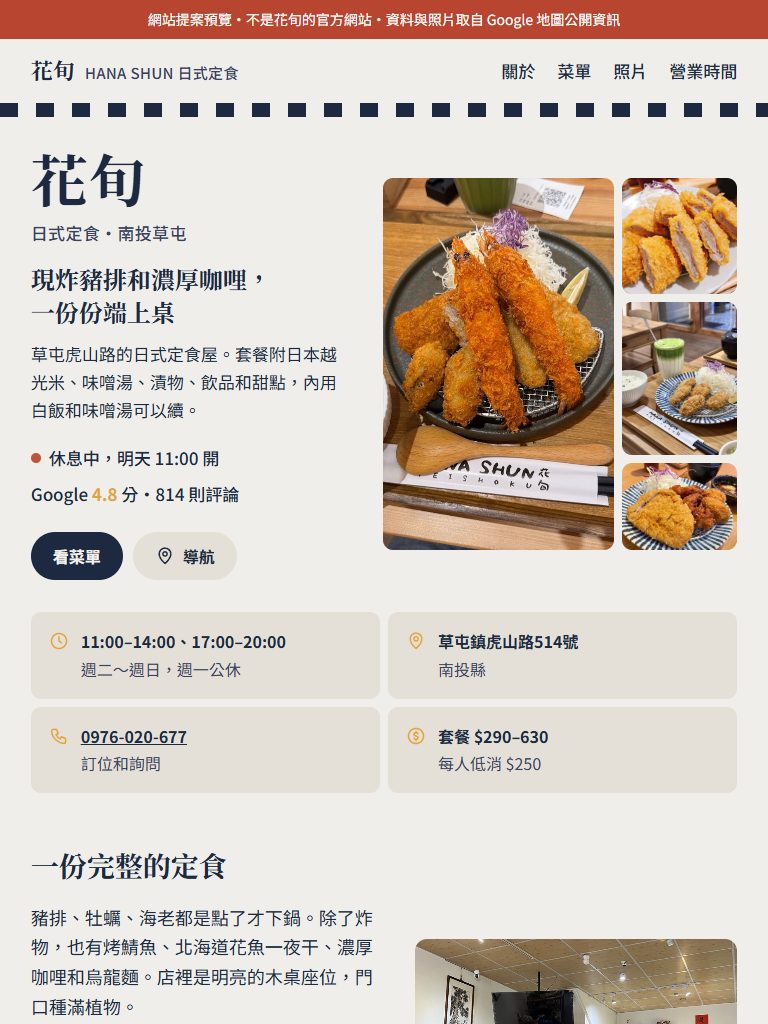 網站提案預覽・不是花旬的官方網站・資料與照片取自 Google 地圖公開資訊
花旬 HANA SHUN 日式定食
關於 菜單 照片 營業時間
花旬
日式定食・南投草屯
現炸豬排和濃厚咖哩，
一份份端上桌
草屯虎山路的日式定食屋。套餐附日本越
光米、味噌湯、漬物、飲品和甜點，內用
白飯和味噌湯可以續。
休息中，明天 11:00 開
Google 4.8 分・814 則評論
看菜單
導航
SHUN 花旬
E I S H O K U
11:00–14:00、17:00–20:00
週二～週日，週一公休
草屯鎮虎山路514號
南投縣
0976-020-677
訂位和詢問
套餐 $290–630
每人低消 $250
一份完整的定食
豬排、牡蠣、海老都是點了才下鍋。除了炸
物，也有烤鯖魚、北海道花魚一夜干、濃厚
咖哩和烏龍麵。店裡是明亮的木桌座位，門
口種滿植物。